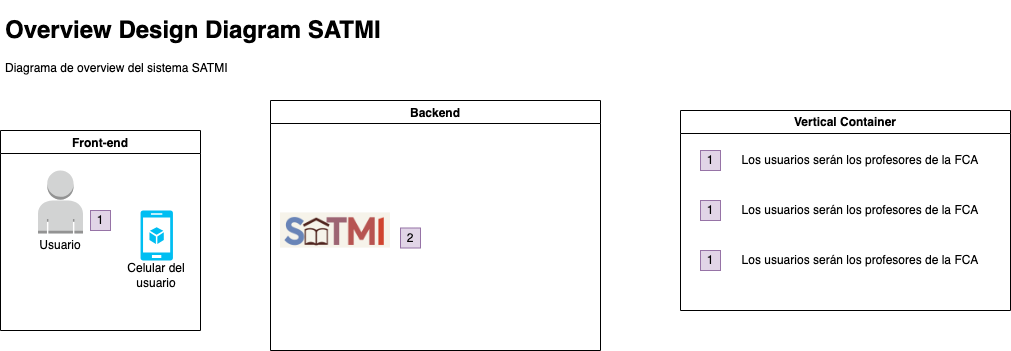 Overview Design Diagram SATMI
Diagrama de overview del sistema SATMI
Front-end
1
Usuario
Celular del
usuario
Backend
SATMI
2
Vertical Container
1 Los usuarios serán los profesores de la FCA
1 Los usuarios serán los profesores de la FCA
1 Los usuarios serán los profesores de la FCA